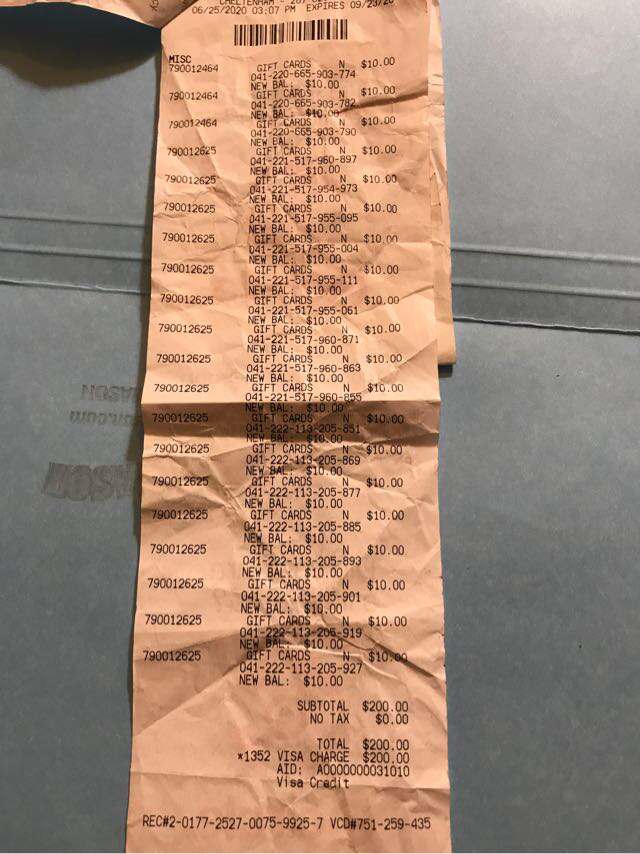 CHELTENHAM - 267
06/25/2020 03:07 PM EXPIRES 09/23/20
MISC
790012464 GIFT CARDS N $10.00
041-220-665-903-774
NEW BAL: $10.00
790012464 GIFT CARDS N $10.00
041-220-665-903-782
NEW BAL: $10.00
790012464 GIFT CARDS N $10.00
041-220-665-903-790
NEW BAL: $10.00
790012625 GIFT CARDS N $10.00
041-221-517-960-897
NEW BAL: $10.00
790012625 GIFT CARDS N $10.00
041-221-517-954-973
NEW BAL: $10.00
790012625 GIFT CARDS N $10.00
041-221-517-955-095
NEW BAL: $10.00
790012625 GIFT CARDS N $10.00
041-221-517-955-004
NEW BAL: $10.00
790012625 GIFT CARDS N $10.00
041-221-517-955-111
NEW BAL: $10.00
790012625 GIFT CARDS N $10.00
041-221-517-955-061
NEW BAL: $10.00
790012625 GIFT CARDS N $10.00
041-221-517-960-871
NEW BAL: $10.00
790012625 GIFT CARDS N $10.00
041-221-517-960-863
NEW BAL: $10.00
790012625 GIFT CARDS N $10.00
041-221-517-960-855
NEW BAL: $10.00
790012625 GIFT CARDS N $10.00
041-222-113-205-851
NEW BAL: $10.00
790012625 GIFT CARDS N $10.00
041-222-113-205-869
NEW BAL: $10.00
790012625 GIFT CARDS N $10.00
041-222-113-205-877
NEW BAL: $10.00
790012625 GIFT CARDS N $10.00
041-222-113-205-885
NEW BAL: $10.00
790012625 GIFT CARDS N $10.00
041-222-113-205-893
NEW BAL: $10.00
790012625 GIFT CARDS N $10.00
041-222-113-205-901
NEW BAL: $10.00
790012625 GIFT CARDS N $10.00
041-222-113-205-919
NEW BAL: $10.00
790012625 GIFT CARDS N $10.00
041-222-113-205-927
NEW BAL: $10.00
SUBTOTAL $200.00
NO TAX $0.00
TOTAL $200.00
*1352 VISA CHARGE $200.00
AID: A0000000031010
Visa Credit
REC#2-0177-2527-0075-9925-7 VCD#751-259-435